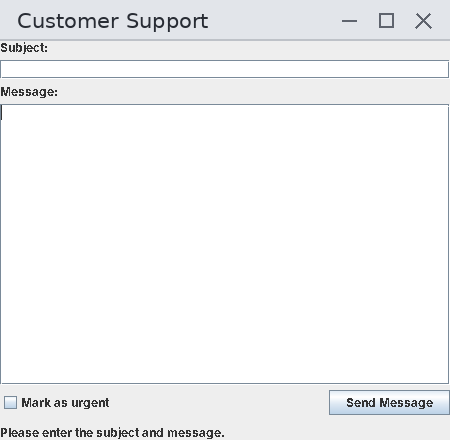 Customer Support
Subject:
Message:
Mark as urgent
Send Message
Please enter the subject and message.